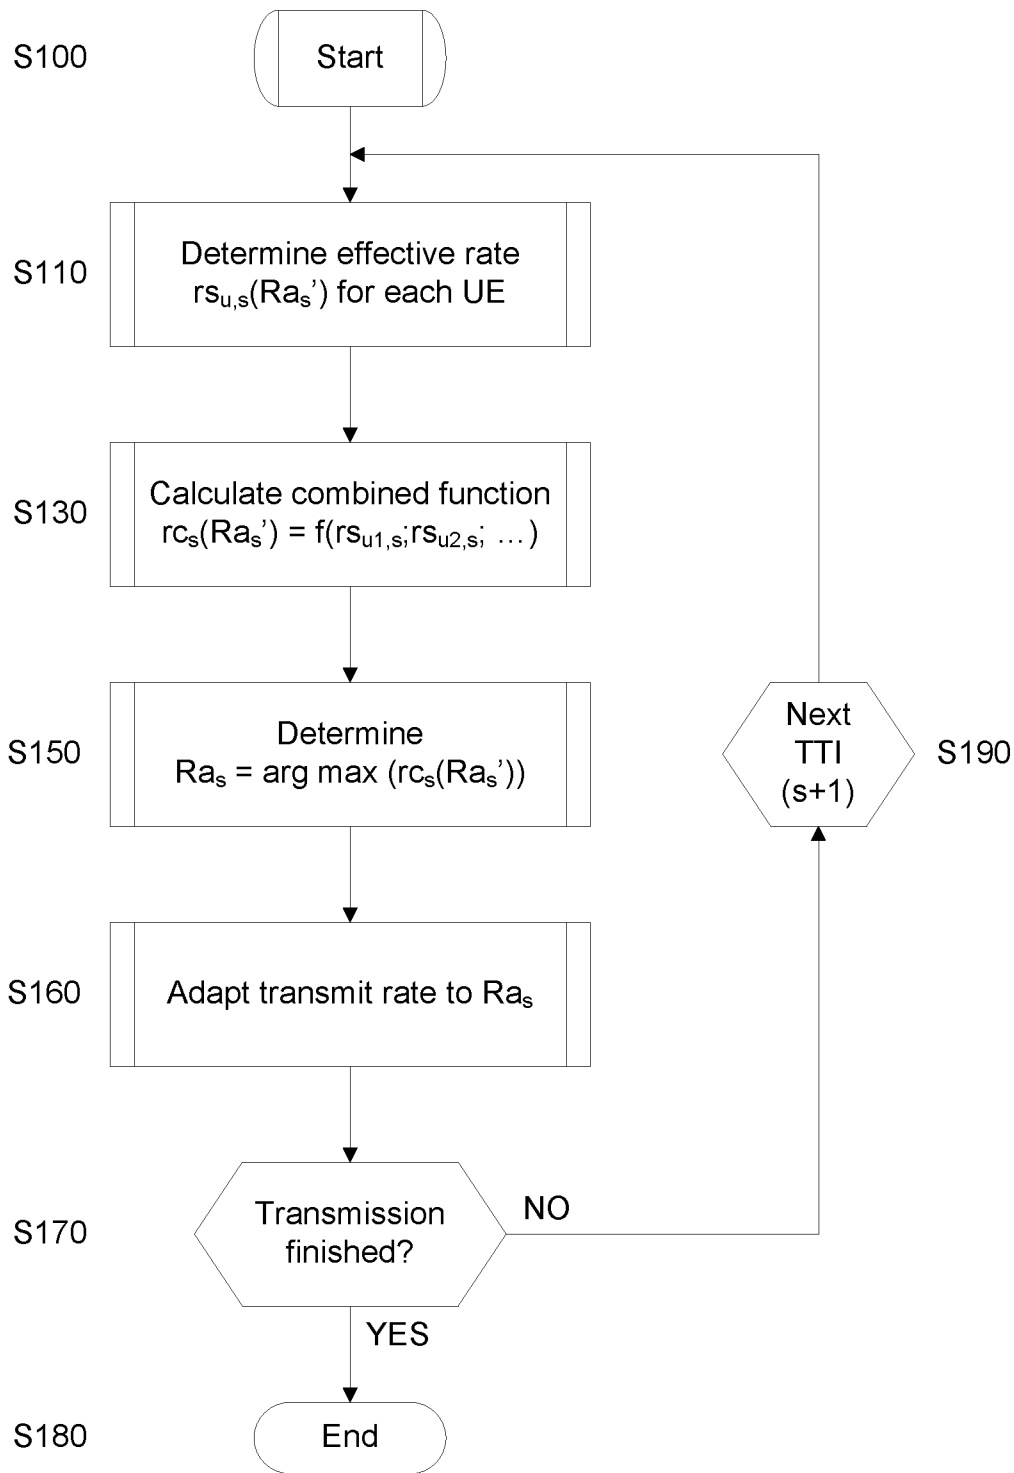 S100
Start
S110
Determine effective rate
rsu,s(Ras’) for each UE
S130
Calculate combined function
rcs(Ras’) = f(rsu1,s;rsu2,s; …)
S150
Determine
Ras = arg max (rcs(Ras’))
Next
TTI
(s+1)
S190
S160
Adapt transmit rate to Ras
S170
Transmission
finished?
NO
YES
S180
End